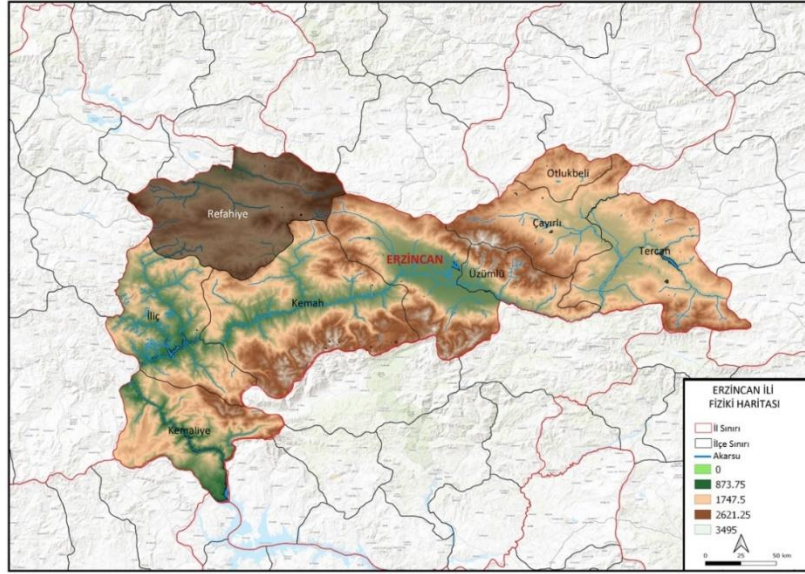 Otlukbeli
Refahiye
Çayırlı
Tercan
ERZİNCAN
Üzümlü
Kemah
İliç
Kemaliye
ERZİNCAN İLİ
FİZİKİ HARİTASI
İl Sınırı
İlçe Sınırı
Akarsu
0
873.75
1747.5
2621.25
3495
0 25 50 km